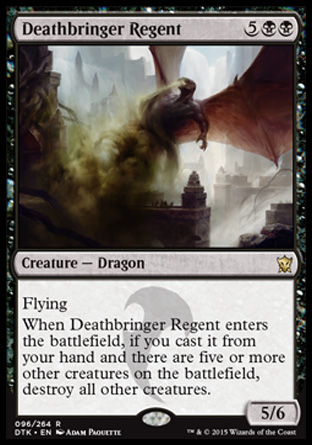 Deathbringer Regent 5
Creature — Dragon
Flying
When Deathbringer Regent enters
the battlefield, if you cast it from
your hand and there are five or more
other creatures on the battlefield,
destroy all other creatures.
5/6
096/264 R
DTK • EN Adam Paquette
™ & © 2015 Wizards of the Coast